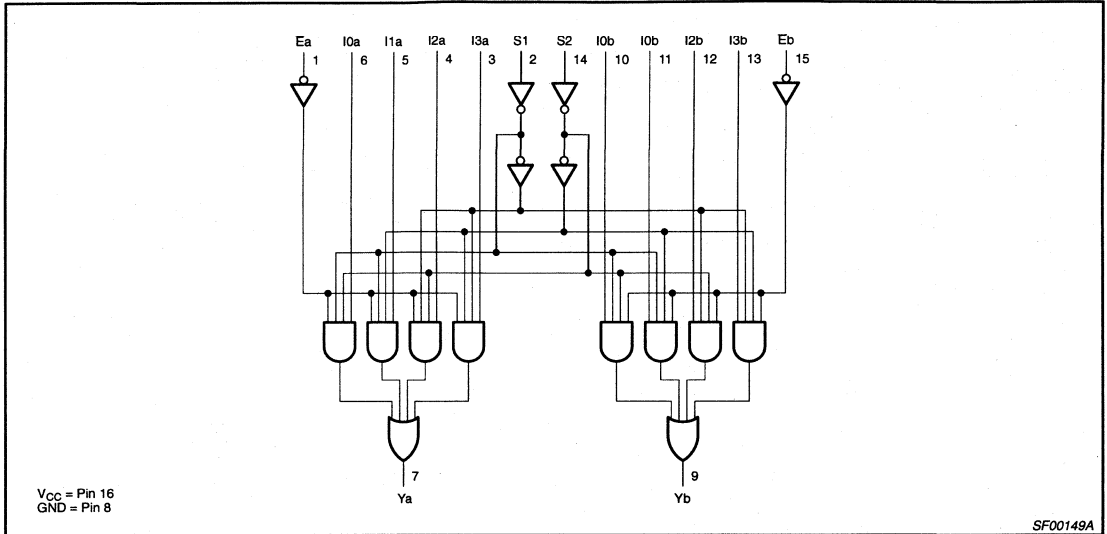 Ea I0a I1a I2a I3a S1 S2 I0b I0b I2b I3b Eb
1 6 5 4 3 2 14 10 11 12 13 15
7 9
Ya Yb
VCC = Pin 16
GND = Pin 8
SF00149A